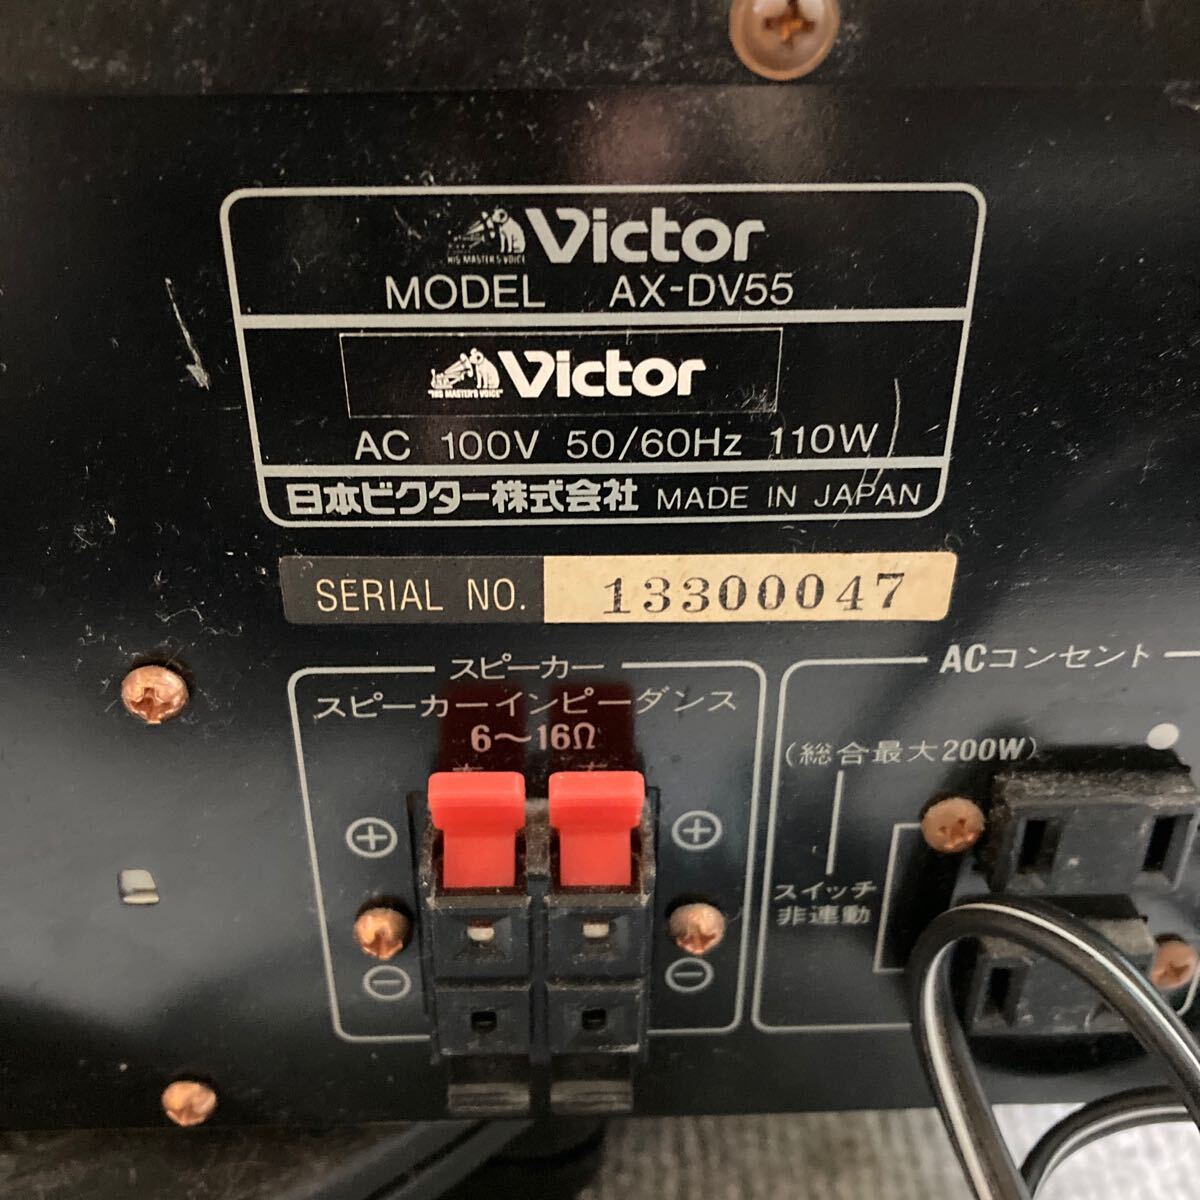 Victor
HIS MASTER'S VOICE
MODEL AX-DV55
Victor
"HIS MASTER'S VOICE"
AC 100V 50/60Hz 110W
日本ビクター株式会社 MADE IN JAPAN
SERIAL NO. 13300047
スピーカー
スピーカーインピーダンス
6〜16Ω
⊕ ⊕
⊖ ⊖
ACコンセント
(総合最大200W)
スイッチ
非連動